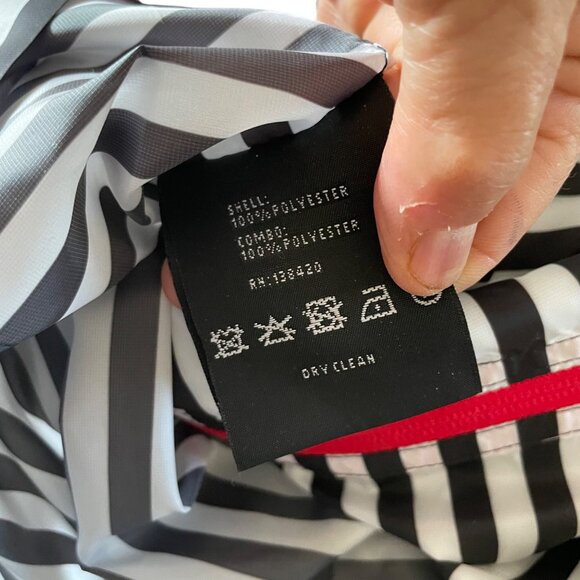 SHELL:
100%POLYESTER
COMBO:
100%POLYESTER
RN:138420
DRY CLEAN